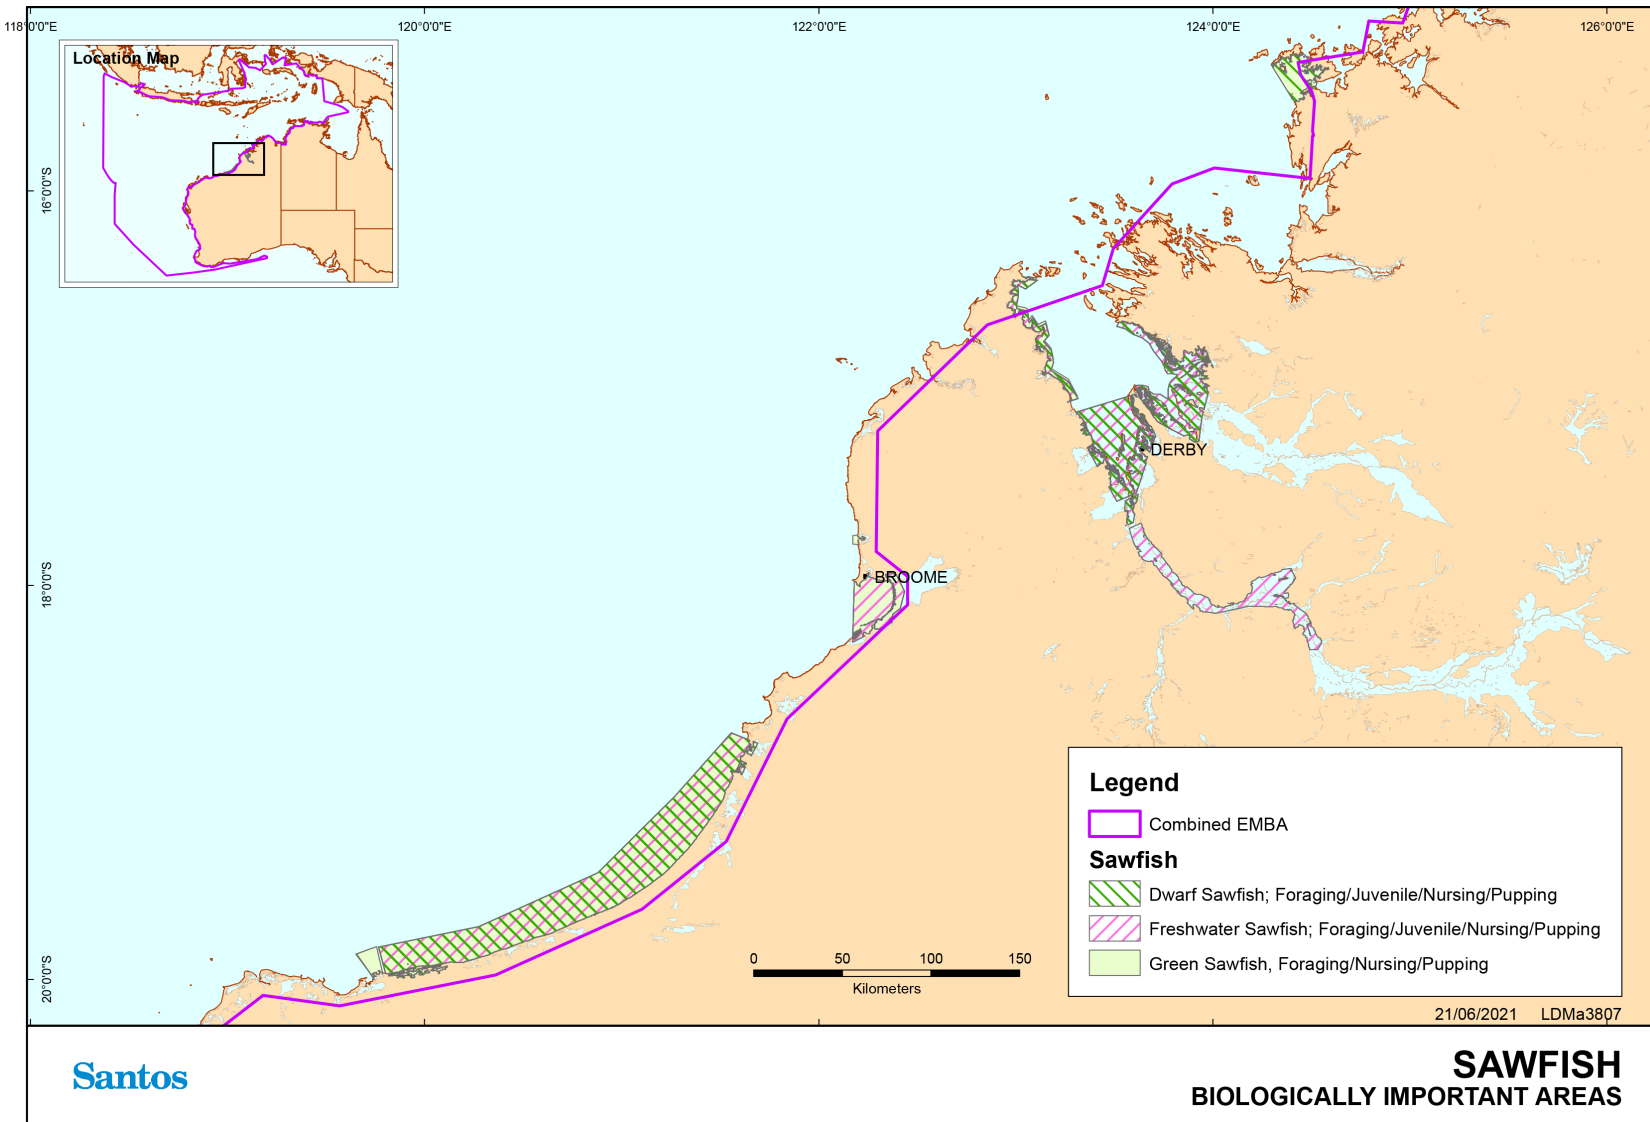 118°0'0"E
120°0'0"E
122°0'0"E
124°0'0"E
126°0'0"E
Location Map
16°0'0"S
18°0'0"S
20°0'0"S
DERBY
BROOME
Legend
Combined EMBA
Sawfish
Dwarf Sawfish; Foraging/Juvenile/Nursing/Pupping
Freshwater Sawfish; Foraging/Juvenile/Nursing/Pupping
Green Sawfish, Foraging/Nursing/Pupping
0 50 100 150
Kilometers
21/06/2021 LDMa3807
Santos
SAWFISH
BIOLOGICALLY IMPORTANT AREAS